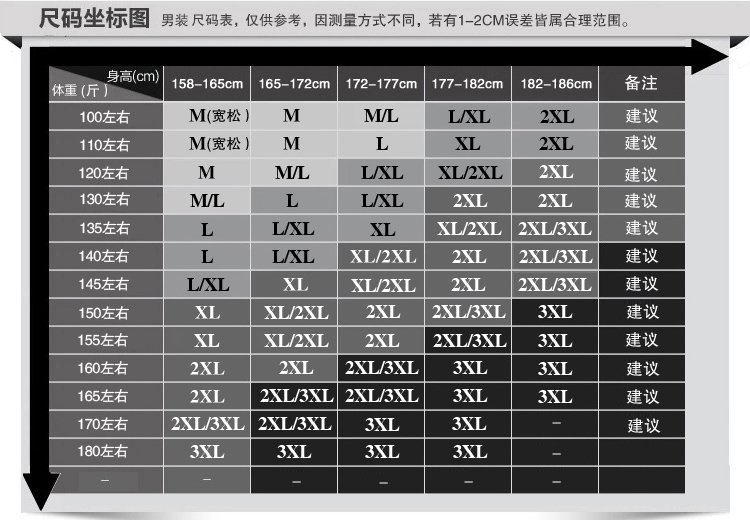 尺码坐标图 男装 尺码表，仅供参考，因测量方式不同，若有1-2CM误差皆属合理范围。
身高(cm) 体重 (斤) 158-165cm 165-172cm 172-177cm 177-182cm 182-186cm 备注
100左右 M(宽松) M M/L L/XL 2XL 建议
110左右 M(宽松) M L XL 2XL 建议
120左右 M M/L L/XL XL/2XL 2XL 建议
130左右 M/L L L/XL 2XL 2XL 建议
135左右 L L/XL XL XL/2XL 2XL/3XL 建议
140左右 L L/XL XL/2XL 2XL 2XL/3XL 建议
145左右 L/XL XL XL/2XL 2XL 2XL/3XL 建议
150左右 XL XL/2XL 2XL 2XL/3XL 3XL 建议
155左右 XL XL/2XL 2XL 2XL/3XL 3XL 建议
160左右 2XL 2XL 2XL/3XL 3XL 3XL 建议
165左右 2XL 2XL/3XL 2XL/3XL 3XL 3XL 建议
170左右 2XL/3XL 2XL/3XL 3XL 3XL – 建议
180左右 3XL 3XL 3XL 3XL –
– – – – – –